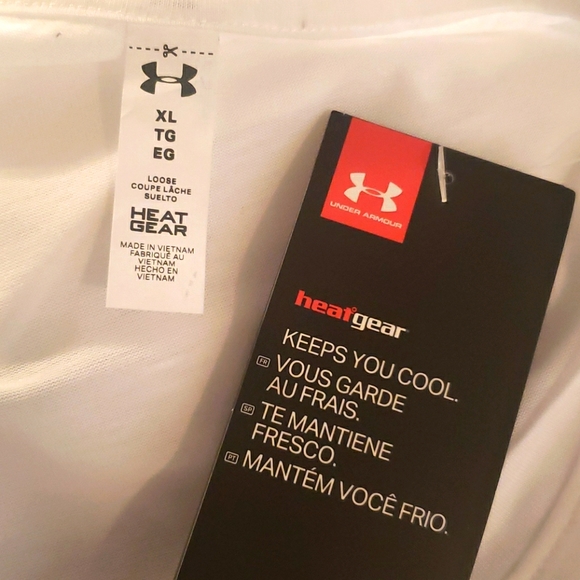 XL
TG
EG
LOOSE
COUPE LÂCHE
SUELTO
HEAT
GEAR
MADE IN VIETNAM
FABRIQUÉ AU
VIETNAM
HECHO EN
VIETNAM
UNDER ARMOUR
heatgear
KEEPS YOU COOL.
FR VOUS GARDE
AU FRAIS.
SP TE MANTIENE
FRESCO.
PT MANTÉM VOCÊ FRIO.